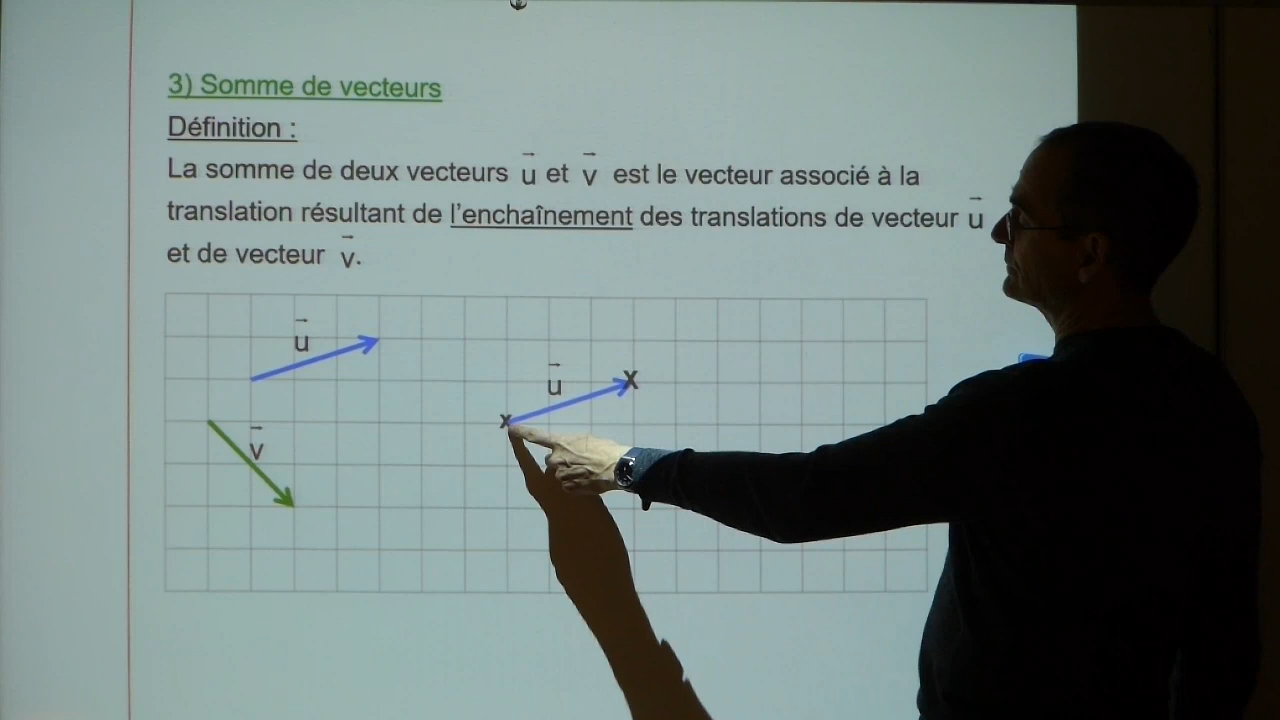 3) Somme de vecteurs
Définition :
La somme de deux vecteurs u⃗ et v⃗ est le vecteur associé à la
translation résultant de l’enchaînement des translations de vecteur u⃗
et de vecteur v⃗.
u⃗
u⃗
x
x
v⃗